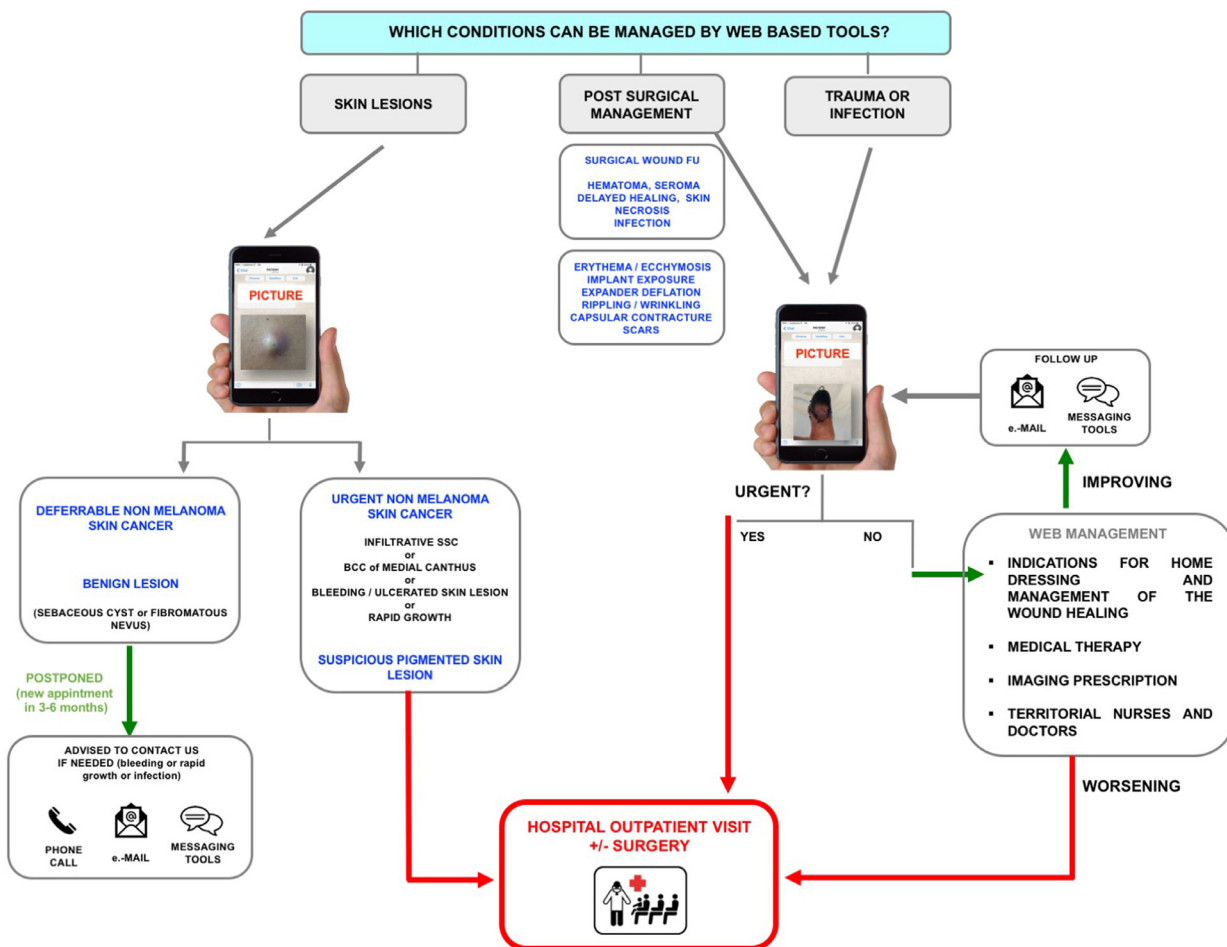 WHICH CONDITIONS CAN BE MANAGED BY WEB BASED TOOLS?
SKIN LESIONS
POST SURGICAL
MANAGEMENT
TRAUMA OR
INFECTION
SURGICAL WOUND FU
HEMATOMA, SEROMA
DELAYED HEALING, SKIN
NECROSIS
INFECTION
ERYTHEMA / ECCHYMOSIS
IMPLANT EXPOSURE
EXPANDER DEFLATION
RIPPLING / WRINKLING
CAPSULAR CONTRACTURE
SCARS
PICTURE
PICTURE
FOLLOW UP
e.-MAIL
MESSAGING
TOOLS
IMPROVING
URGENT?
YES
NO
WEB MANAGEMENT
▪ INDICATIONS FOR HOME
DRESSING AND
MANAGEMENT OF THE
WOUND HEALING
▪ MEDICAL THERAPY
▪ IMAGING PRESCRIPTION
▪ TERRITORIAL NURSES AND
DOCTORS
WORSENING
DEFERRABLE NON MELANOMA
SKIN CANCER
BENIGN LESION
(SEBACEOUS CYST or FIBROMATOUS
NEVUS)
URGENT NON MELANOMA
SKIN CANCER
INFILTRATIVE SSC
or
BCC of MEDIAL CANTHUS
or
BLEEDING / ULCERATED SKIN LESION
or
RAPID GROWTH
SUSPICIOUS PIGMENTED SKIN
LESION
POSTPONED
(new appintment
in 3-6 months)
ADVISED TO CONTACT US
IF NEEDED (bleeding or rapid
growth or infection)
PHONE
CALL
e.-MAIL
MESSAGING
TOOLS
HOSPITAL OUTPATIENT VISIT
+/- SURGERY